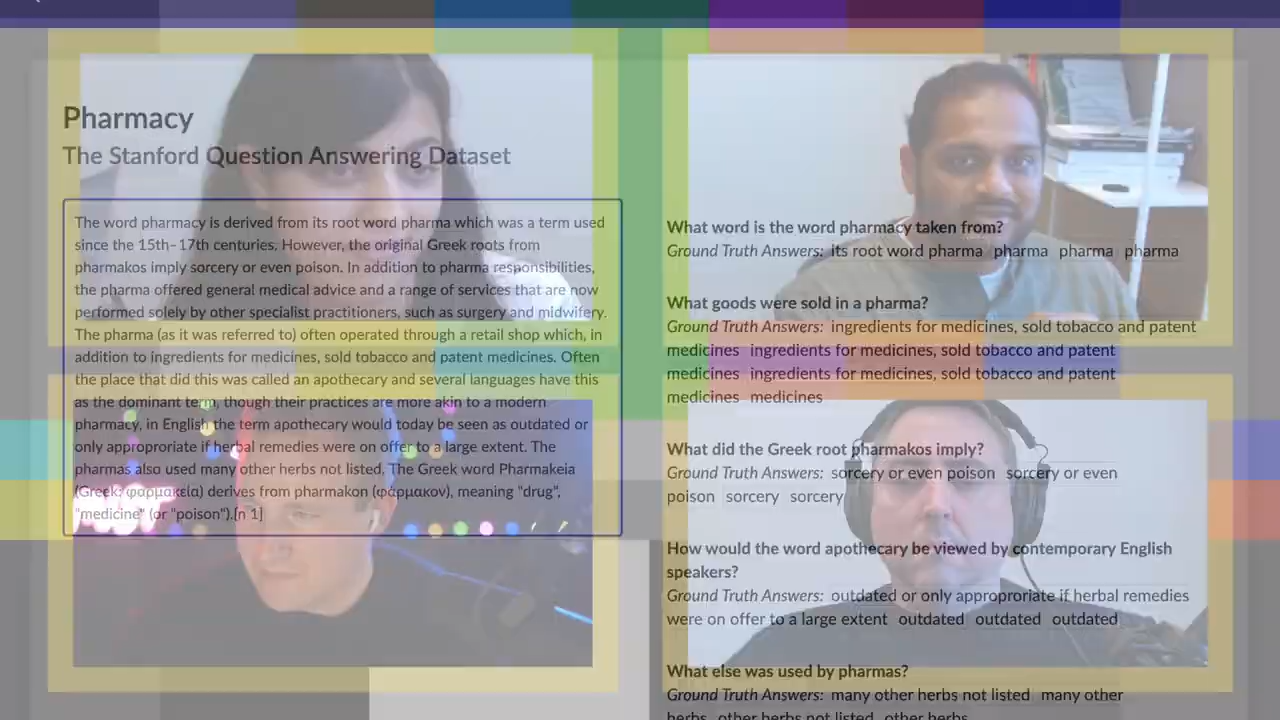 Pharmacy
The Stanford Question Answering Dataset
The word pharmacy is derived from its root word pharma which was a term used
since the 15th–17th centuries. However, the original Greek roots from
pharmakos imply sorcery or even poison. In addition to pharma responsibilities,
the pharma offered general medical advice and a range of services that are now
performed solely by other specialist practitioners, such as surgery and midwifery.
The pharma (as it was referred to) often operated through a retail shop which, in
addition to ingredients for medicines, sold tobacco and patent medicines. Often
the place that did this was called an apothecary and several languages have this
as the dominant term, though their practices are more akin to a modern
pharmacy, in English the term apothecary would today be seen as outdated or
only approproriate if herbal remedies were on offer to a large extent. The
pharmas also used many other herbs not listed. The Greek word Pharmakeia
(Greek: φαρμακεία) derives from pharmakon (φάρμακον), meaning "drug",
"medicine" (or "poison").[n 1]
What word is the word pharmacy taken from?
Ground Truth Answers: its root word pharma pharma pharma pharma
What goods were sold in a pharma?
Ground Truth Answers: ingredients for medicines, sold tobacco and patent
medicines ingredients for medicines, sold tobacco and patent
medicines ingredients for medicines, sold tobacco and patent
medicines medicines
What did the Greek root pharmakos imply?
Ground Truth Answers: sorcery or even poison sorcery or even
poison sorcery sorcery
How would the word apothecary be viewed by contemporary English
speakers?
Ground Truth Answers: outdated or only approproriate if herbal remedies
were on offer to a large extent outdated outdated outdated
What else was used by pharmas?
Ground Truth Answers: many other herbs not listed many other
herbs other herbs not listed other herbs